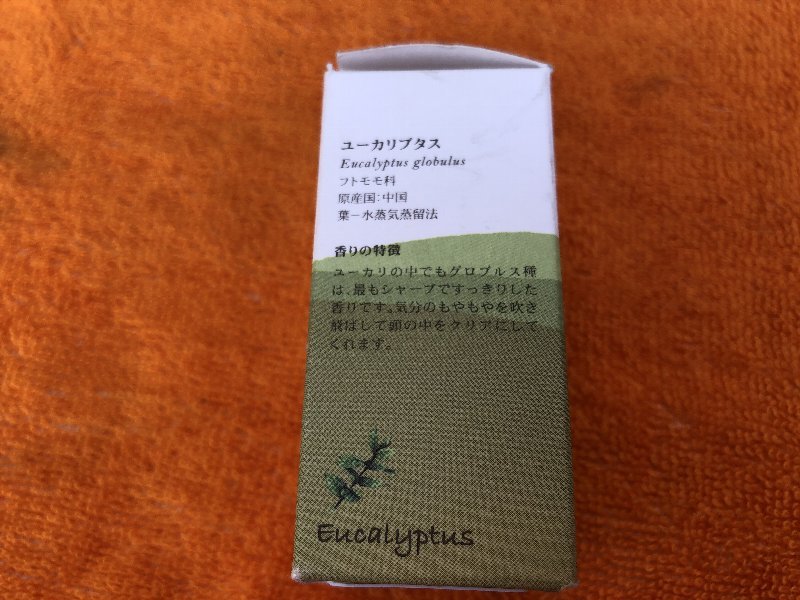 ユーカリプタス
Eucalyptus globulus
フトモモ科
原産国:中国
葉－水蒸気蒸留法
香りの特徴
ユーカリの中でもグロブルス種
は、最もシャープですっきりした
香りです。気分のもやもやを吹き
飛ばして頭の中をクリアにして
くれます。
Eucalyptus